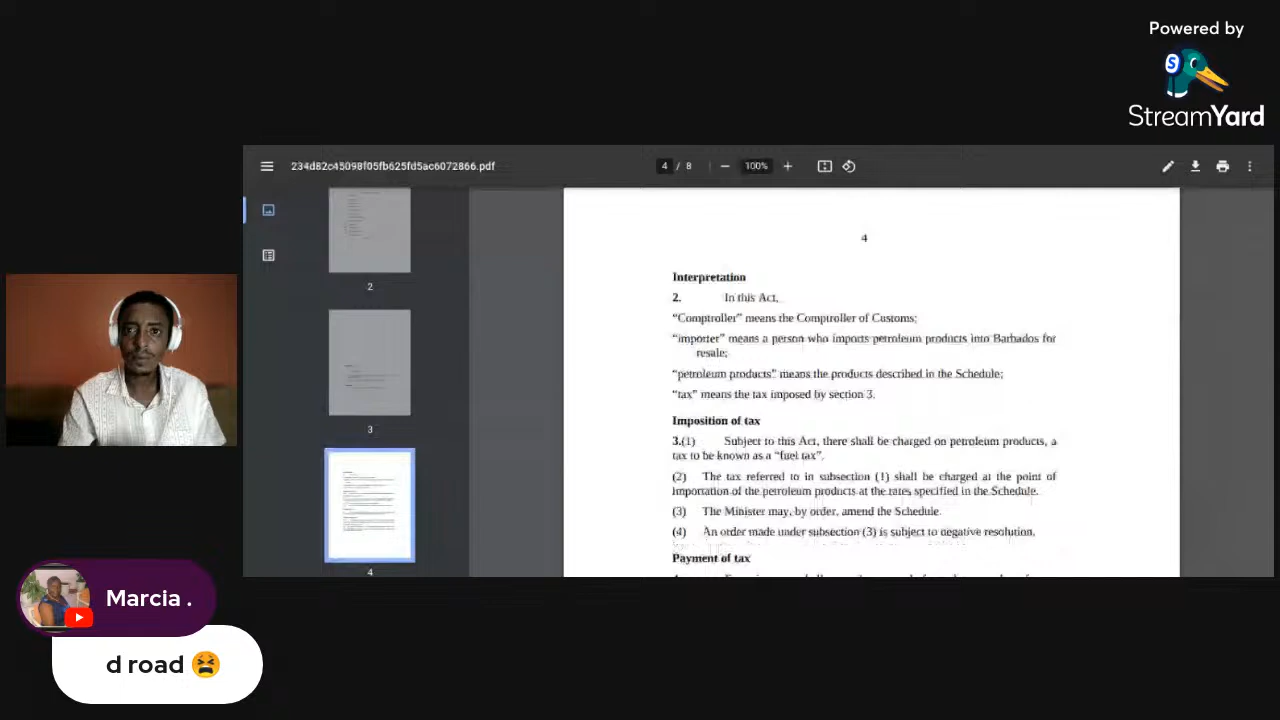 Powered by
StreamYard
234d82c45098f05fb625fd5ac6072866.pdf
4 / 8
100%
2
3
4
4
Interpretation
2. In this Act,
“Comptroller” means the Comptroller of Customs;
“importer” means a person who imports petroleum products into Barbados for
resale;
“petroleum products” means the products described in the Schedule;
“tax” means the tax imposed by section 3.
Imposition of tax
3.(1) Subject to this Act, there shall be charged on petroleum products, a
tax to be known as a “fuel tax”.
(2) The tax referred to in subsection (1) shall be charged at the point of
importation of the petroleum products at the rates specified in the Schedule.
(3) The Minister may, by order, amend the Schedule.
(4) An order made under subsection (3) is subject to negative resolution.
Payment of tax
Marcia .
d road 😫